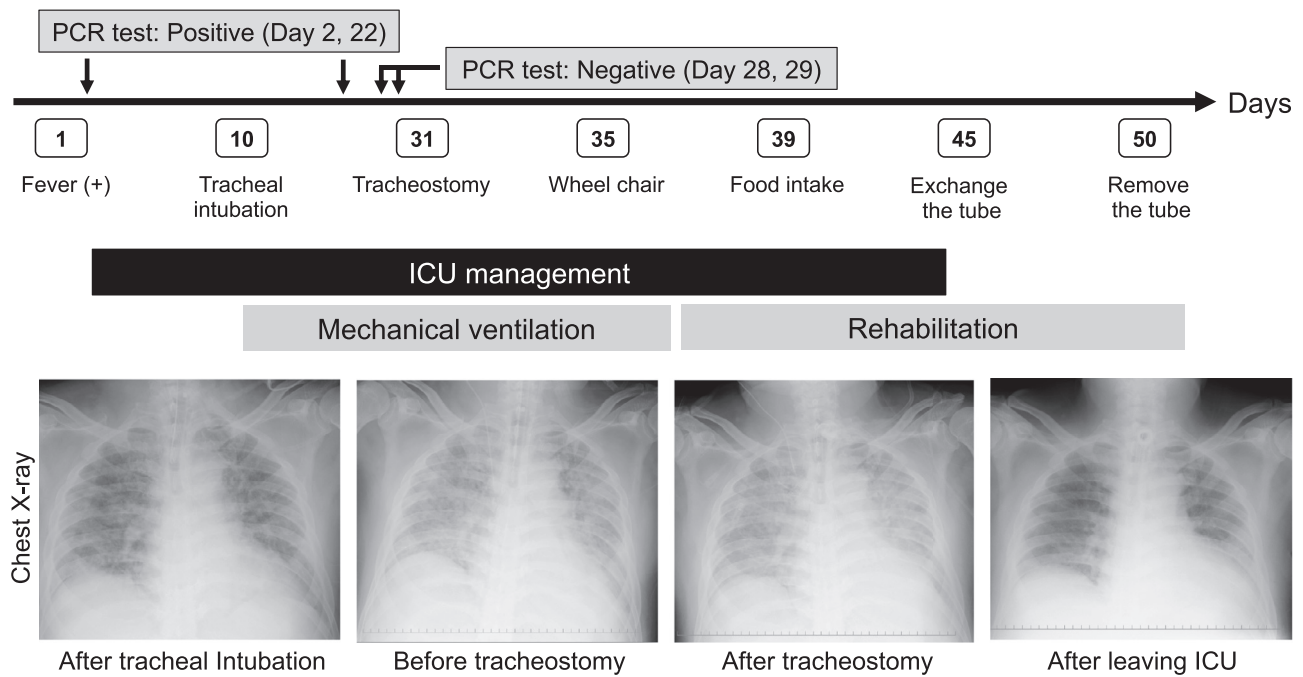 PCR test: Positive (Day 2, 22)
PCR test: Negative (Day 28, 29)
Days
1
10
31
35
39
45
50
Fever (+)
Tracheal
intubation
Tracheostomy
Wheel chair
Food intake
Exchange
the tube
Remove
the tube
ICU management
Mechanical ventilation
Rehabilitation
Chest X-ray
After tracheal Intubation
Before tracheostomy
After tracheostomy
After leaving ICU